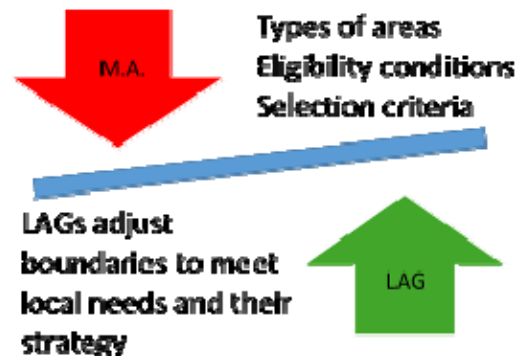 M.A.
Types of areas
Eligibility conditions
Selection criteria
LAGs adjust
boundaries to meet
local needs and their
strategy
LAG